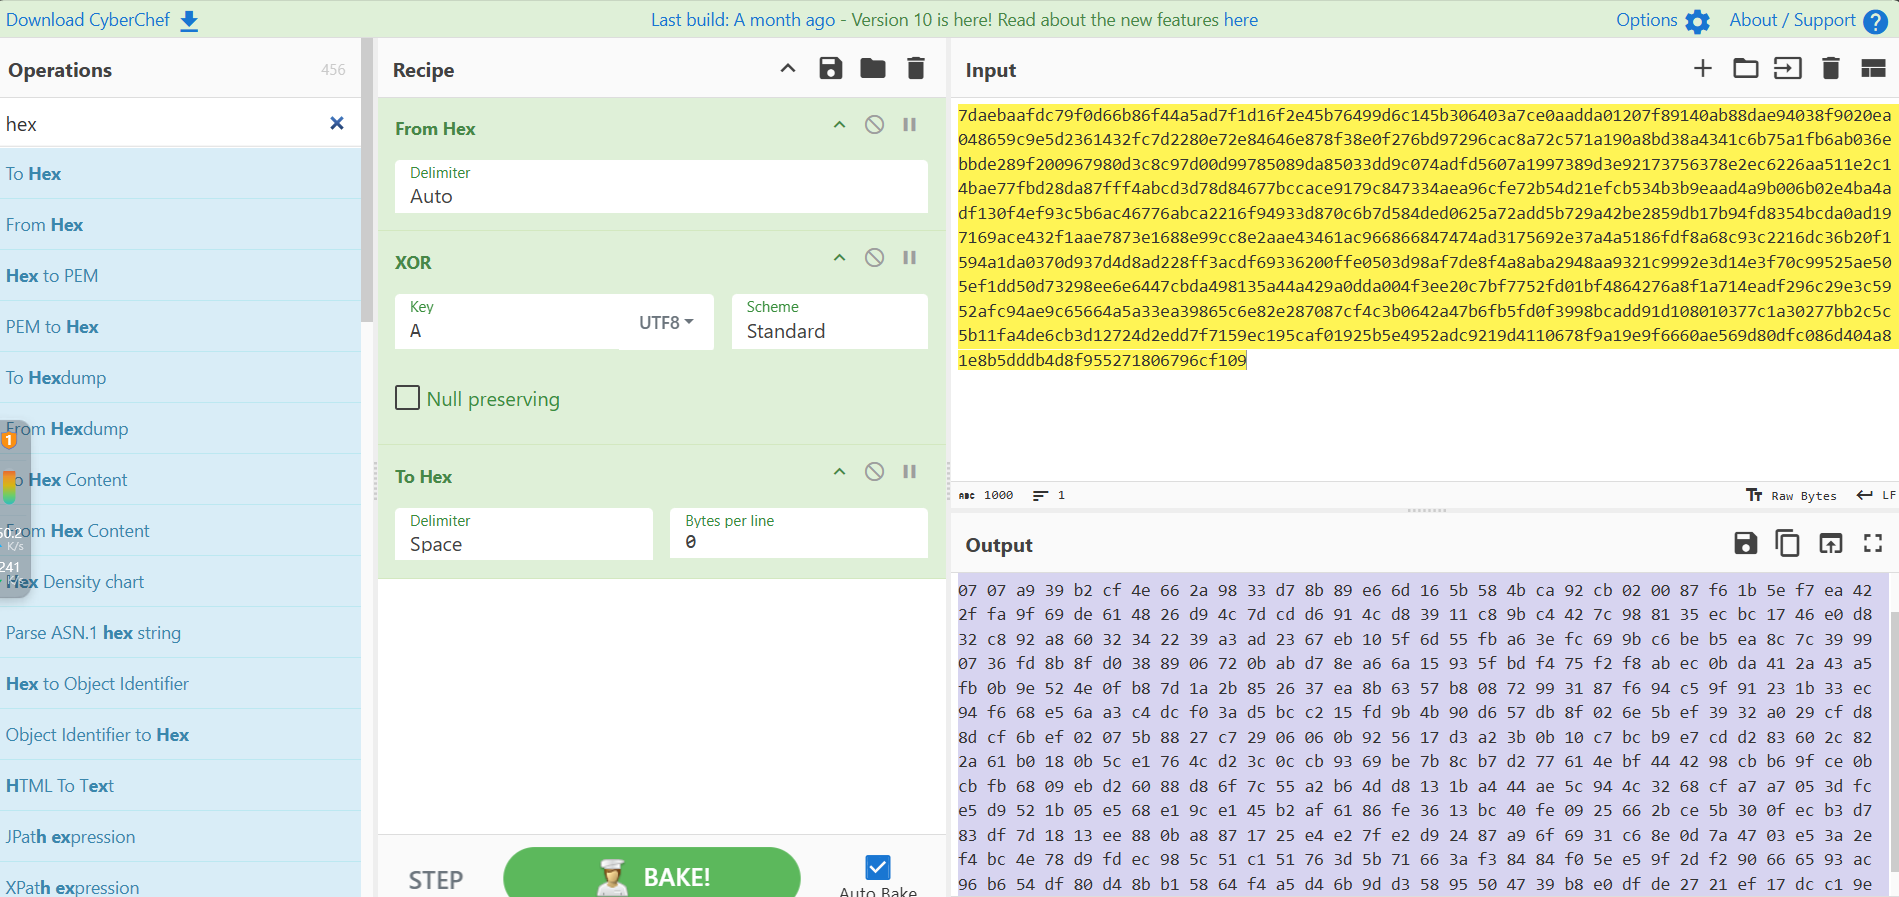 Download CyberChef
Last build: A month ago - Version 10 is here! Read about the new features here
Options
About / Support
Operations
456
hex
To Hex
From Hex
Hex to PEM
PEM to Hex
To Hexdump
From Hexdump
To Hex Content
From Hex Content
Hex Density chart
Parse ASN.1 hex string
Hex to Object Identifier
Object Identifier to Hex
HTML To Text
JPath expression
XPath expression
1
K/s
241
Recipe
From Hex
Delimiter
Auto
XOR
Key
A
UTF8
Scheme
Standard
Null preserving
To Hex
Delimiter
Space
Bytes per line
0
STEP
BAKE!
Auto Bake
Input
7daebaafdc79f0d66b86f44a5ad7f1d16f2e45b76499d6c145b306403a7ce0aadda01207f89140ab88dae94038f9020ea
048659c9e5d2361432fc7d2280e72e84646e878f38e0f276bd97296cac8a72c571a190a8bd38a4341c6b75a1fb6ab036e
bbde289f200967980d3c8c97d00d99785089da85033dd9c074adfd5607a1997389d3e92173756378e2ec6226aa511e2c1
4bae77fbd28da87fff4abcd3d78d84677bccace9179c847334aea96cfe72b54d21efcb534b3b9eaad4a9b006b02e4ba4a
df130f4ef93c5b6ac46776abca2216f94933d870c6b7d584ded0625a72add5b729a42be2859db17b94fd8354bcda0ad19
7169ace432f1aae7873e1688e99cc8e2aae43461ac966866847474ad3175692e37a4a5186fdf8a68c93c2216dc36b20f1
594a1da0370d937d4d8ad228ff3acdf69336200ffe0503d98af7de8f4a8aba2948aa9321c9992e3d14e3f70c99525ae50
5ef1dd50d73298ee6e6447cbda498135a44a429a0dda004f3ee20c7bf7752fd01bf4864276a8f1a714eadf296c29e3c59
52afc94ae9c65664a5a33ea39865c6e82e287087cf4c3b0642a47b6fb5fd0f3998bcadd91d108010377c1a30277bb2c5c
5b11fa4de6cb3d12724d2edd7f7159ec195caf01925b5e4952adc9219d4110678f9a19e9f6660ae569d80dfc086d404a8
1e8b5dddb4d8f955271806796cf109
ABC 1000
1
Tт Raw Bytes
LF
Output
07 07 a9 39 b2 cf 4e 66 2a 98 33 d7 8b 89 e6 6d 16 5b 58 4b ca 92 cb 02 00 87 f6 1b 5e f7 ea 42
2f fa 9f 69 de 61 48 26 d9 4c 7d cd d6 91 4c d8 39 11 c8 9b c4 42 7c 98 81 35 ec bc 17 46 e0 d8
32 c8 92 a8 60 32 34 22 39 a3 ad 23 67 eb 10 5f 6d 55 fb a6 3e fc 69 9b c6 be b5 ea 8c 7c 39 99
07 36 fd 8b 8f d0 38 89 06 72 0b ab d7 8e a6 6a 15 93 5f bd f4 75 f2 f8 ab ec 0b da 41 2a 43 a5
fb 0b 9e 52 4e 0f b8 7d 1a 2b 85 26 37 ea 8b 63 57 b8 08 72 99 31 87 f6 94 c5 9f 91 23 1b 33 ec
94 f6 68 e5 6a a3 c4 dc f0 3a d5 bc c2 15 fd 9b 4b 90 d6 57 db 8f 02 6e 5b ef 39 32 a0 29 cf d8
8d cf 6b ef 02 07 5b 88 27 c7 29 06 06 0b 92 56 17 d3 a2 3b 0b 10 c7 bc b9 e7 cd d2 83 60 2c 82
2a 61 b0 18 0b 5c e1 76 4c d2 3c 0c cb 93 69 be 7b 8c b7 d2 77 61 4e bf 44 42 98 cb b6 9f ce 0b
cb fb 68 09 eb d2 60 88 d8 6f 7c 55 a2 b6 4d d8 13 1b a4 44 ae 5c 94 4c 32 68 cf a7 a7 05 3d fc
e5 d9 52 1b 05 e5 68 e1 9c e1 45 b2 af 61 86 fe 36 13 bc 40 fe 09 25 66 2b ce 5b 30 0f ec b3 d7
83 df 7d 18 13 ee 88 0b a8 87 17 25 e4 e2 7f e2 d9 24 87 a9 6f 69 31 c6 8e 0d 7a 47 03 e5 3a 2e
f4 bc 4e 78 d9 fd ec 98 5c 51 c1 51 76 3d 5b 71 66 3a f3 84 84 f0 5e e5 9f 2d f2 90 66 65 93 ac
96 b6 54 df 80 d4 8b b1 58 64 f4 a5 d4 6b 9d d3 58 95 50 47 39 b8 e0 df de 27 21 ef 17 dc c1 9e